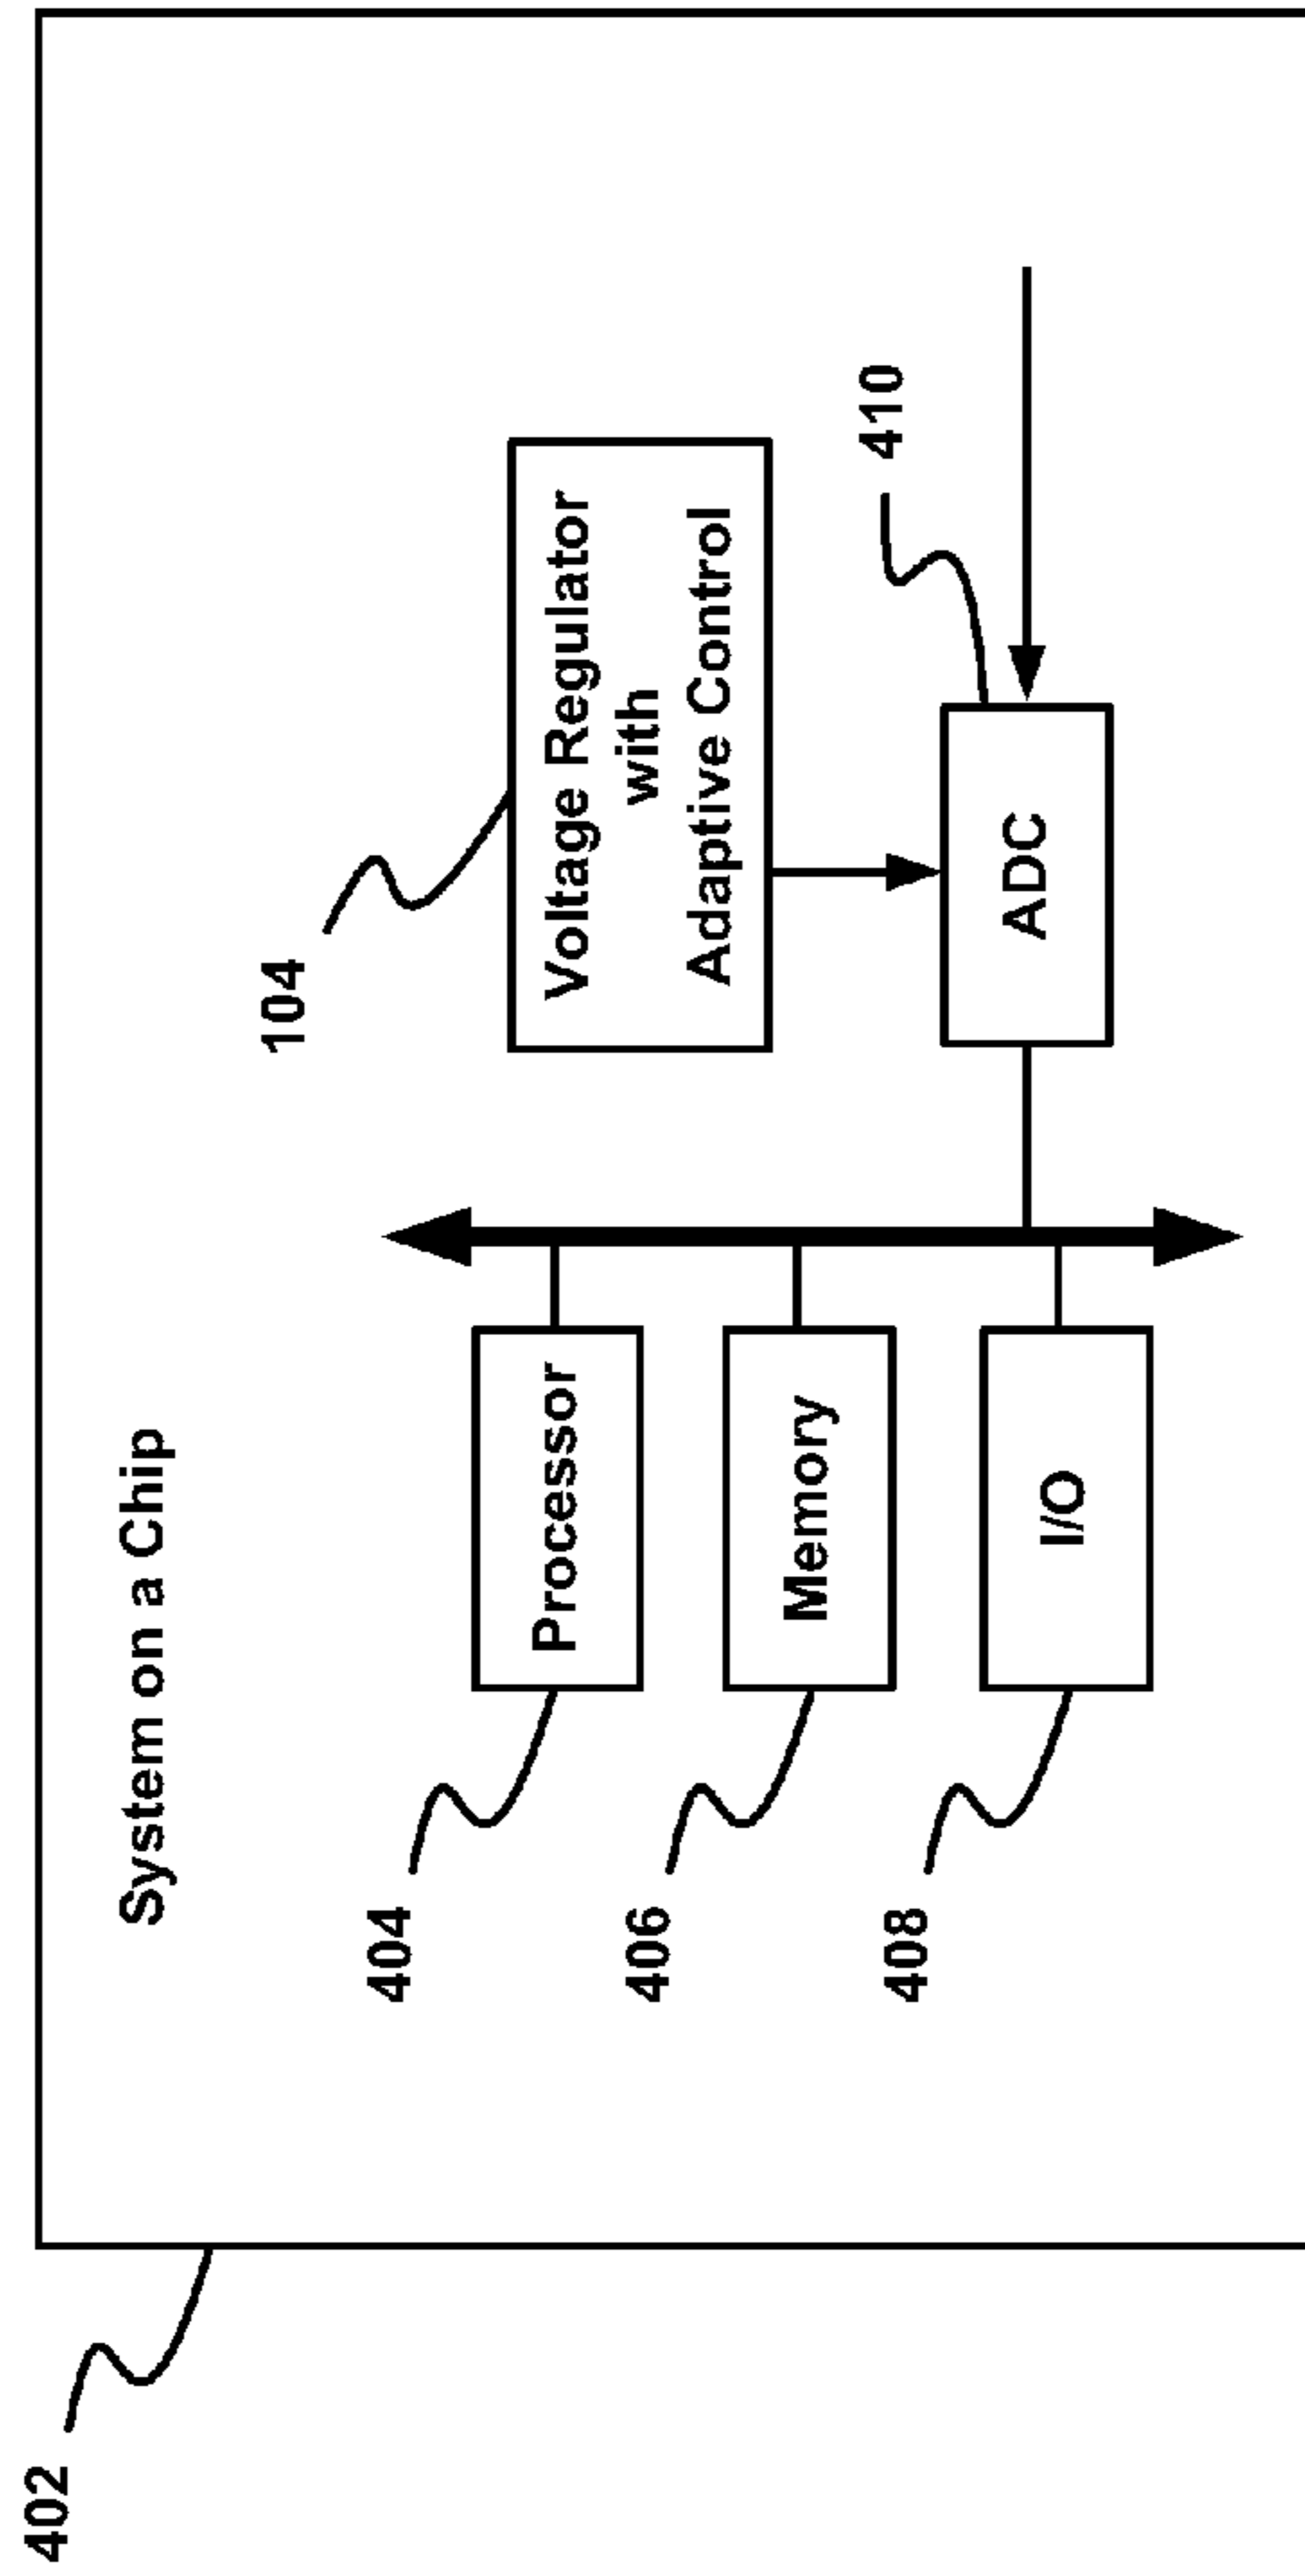 402
System on a Chip
404
Processor
406
Memory
408
I/O
104
Voltage Regulator
with
Adaptive Control
410
ADC